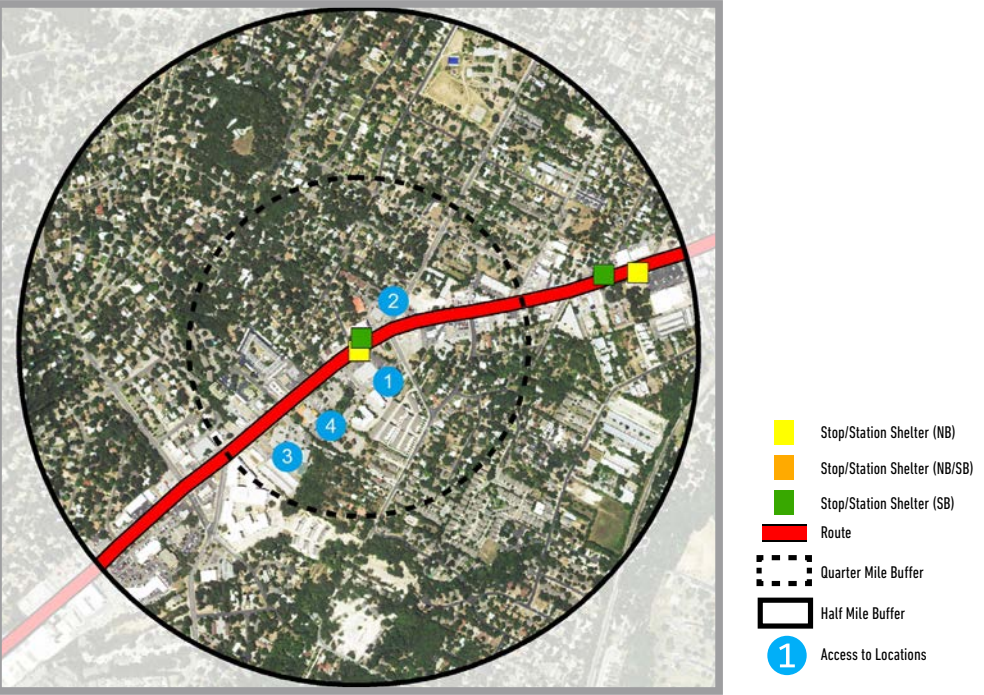 2
1
4
3
Stop/Station Shelter (NB)
Stop/Station Shelter (NB/SB)
Stop/Station Shelter (SB)
Route
Quarter Mile Buffer
Half Mile Buffer
1 Access to Locations